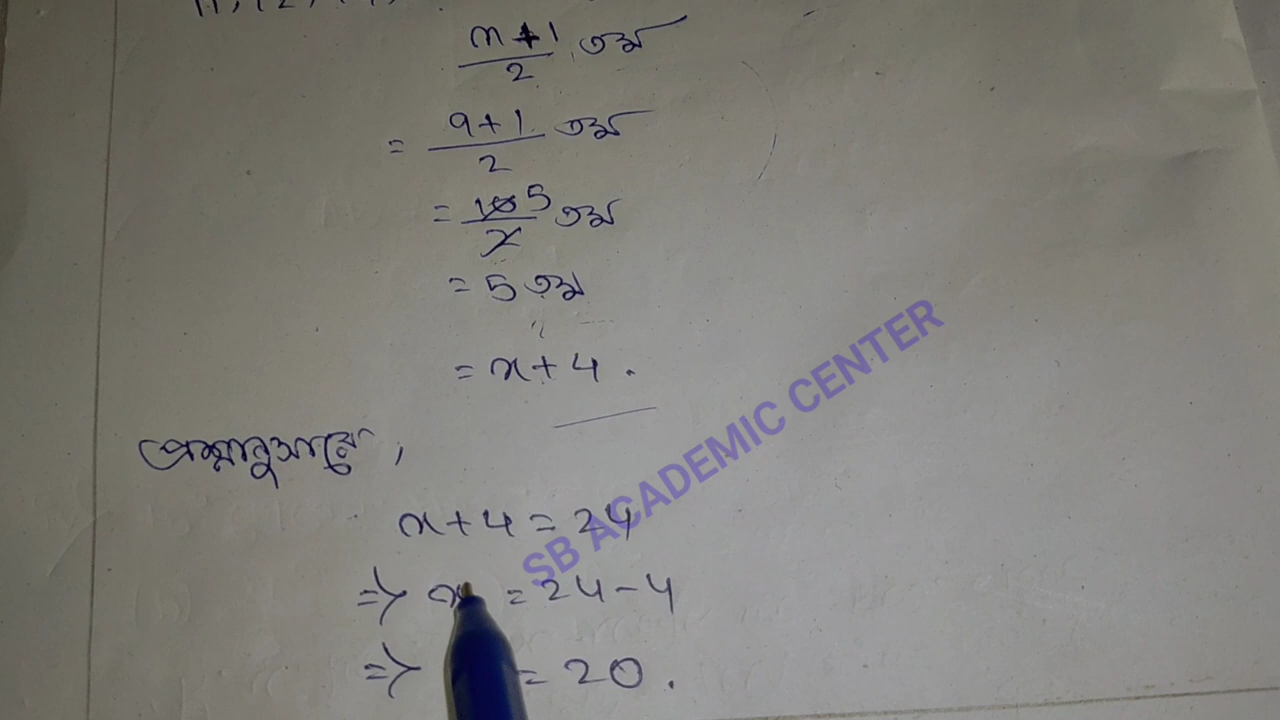 n+1/2 তম
= 9+1/2 তম
= 10/2 5 তম
= 5 তম
= x+4.
প্রশ্নানুসারে,
x+4=24
⇒ x = 24-4
⇒ = 20.
SB ACADEMIC CENTER